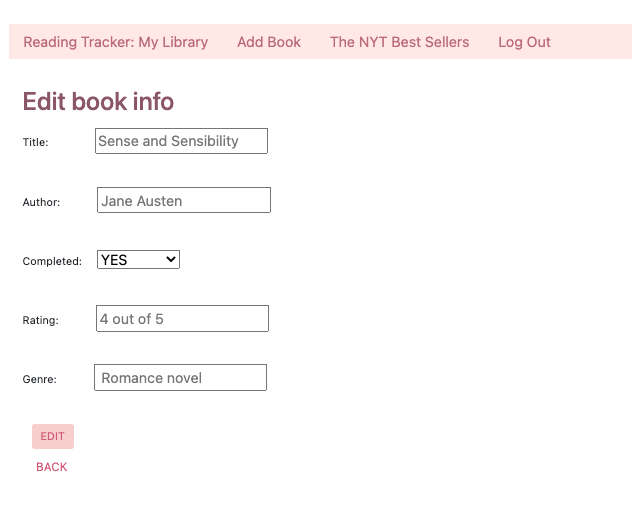 Reading Tracker: My Library Add Book The NYT Best Sellers Log Out
Edit book info
Title: Sense and Sensibility
Author: Jane Austen
Completed: YES
Rating: 4 out of 5
Genre: Romance novel
EDIT
BACK